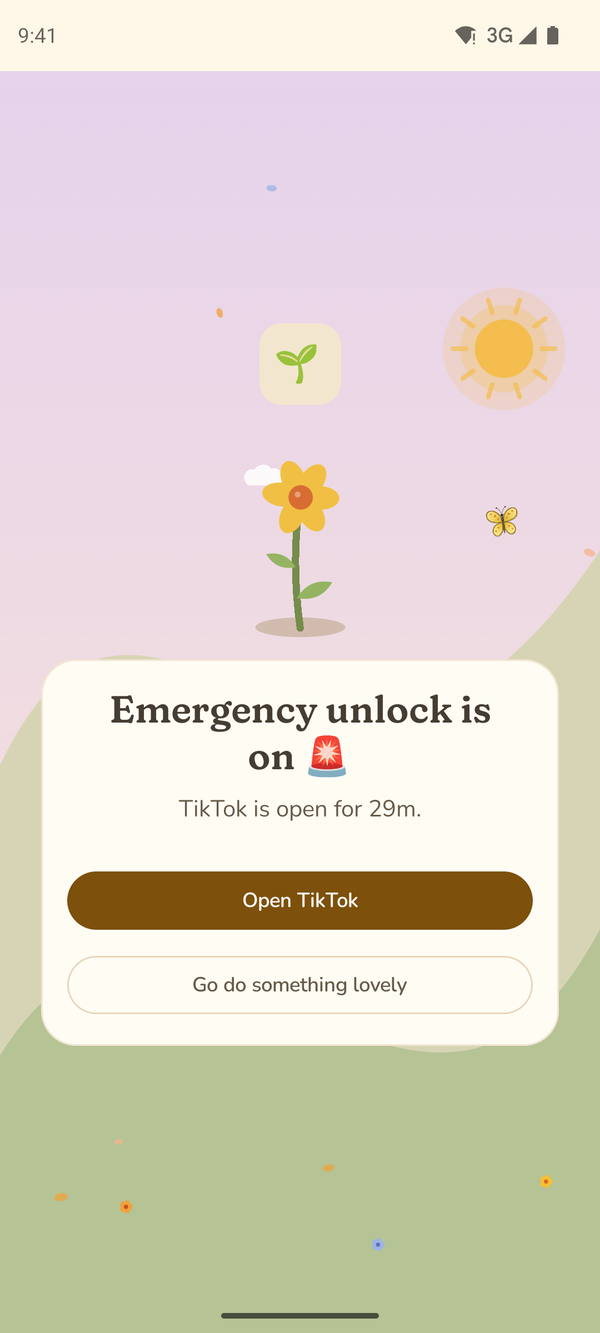 9:41
3G
Emergency unlock is
on 🚨
TikTok is open for 29m.
Open TikTok
Go do something lovely